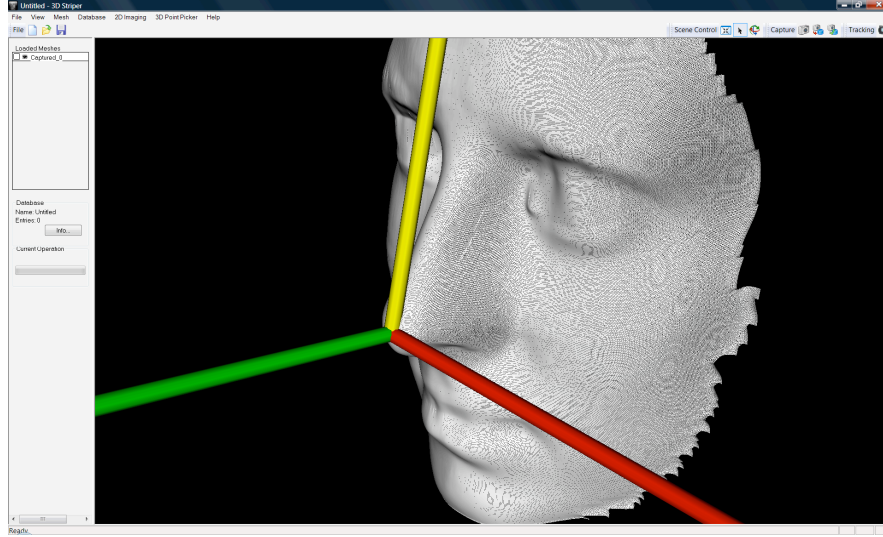 Untitled - 3D Striper
File View Mesh Database 2D Imaging 3D Point Picker Help
File Scene Control Capture Tracking
Loaded Meshes
Captured_0
Database
Name: Untitled
Entries: 0
Info...
Current Operation
Ready..